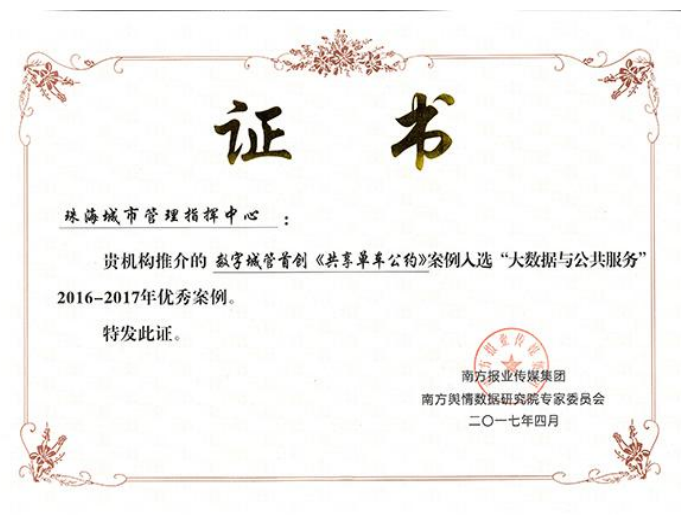 证 书
珠海城市管理指挥中心：
贵机构推介的 数字城管首创《共享单车公约》案例入选“大数据与公共服务”
2016-2017年优秀案例。
特发此证。
南方报业传媒集团
南方舆情数据研究院专家委员会
二〇一七年四月